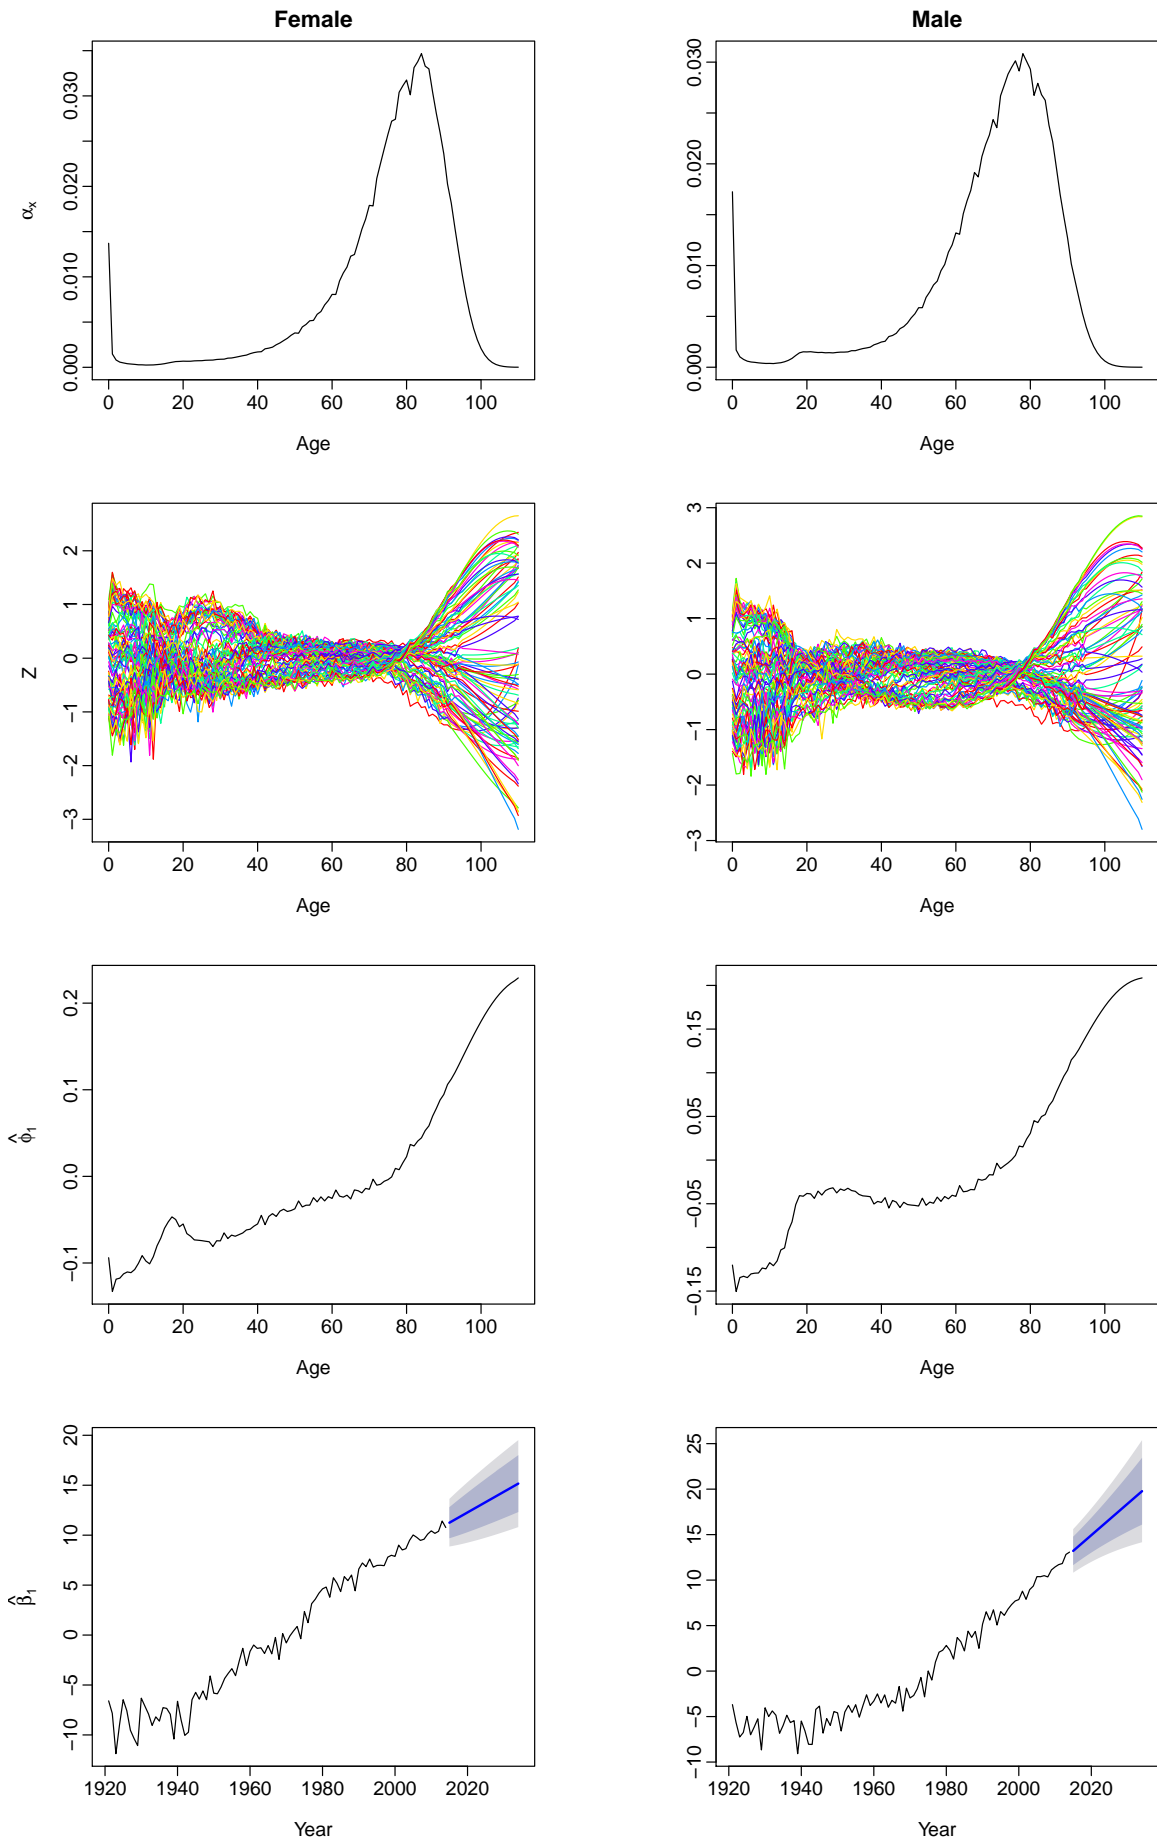 Female Male
0.000 0.010 0.020 0.030
α_x
0 20 40 60 80 100
Age
0.000 0.010 0.020 0.030
0 20 40 60 80 100
Age
−3 −2 −1 0 1 2
Z
0 20 40 60 80 100
Age
−3 −2 −1 0 1 2 3
0 20 40 60 80 100
Age
−0.1 0.0 0.1 0.2
ϕ̂_1
0 20 40 60 80 100
Age
−0.15 −0.05 0.05 0.15
0 20 40 60 80 100
Age
−10 −5 0 5 10 15 20
β̂_1
1920 1940 1960 1980 2000 2020
Year
−10 −5 0 5 10 15 20 25
1920 1940 1960 1980 2000 2020
Year